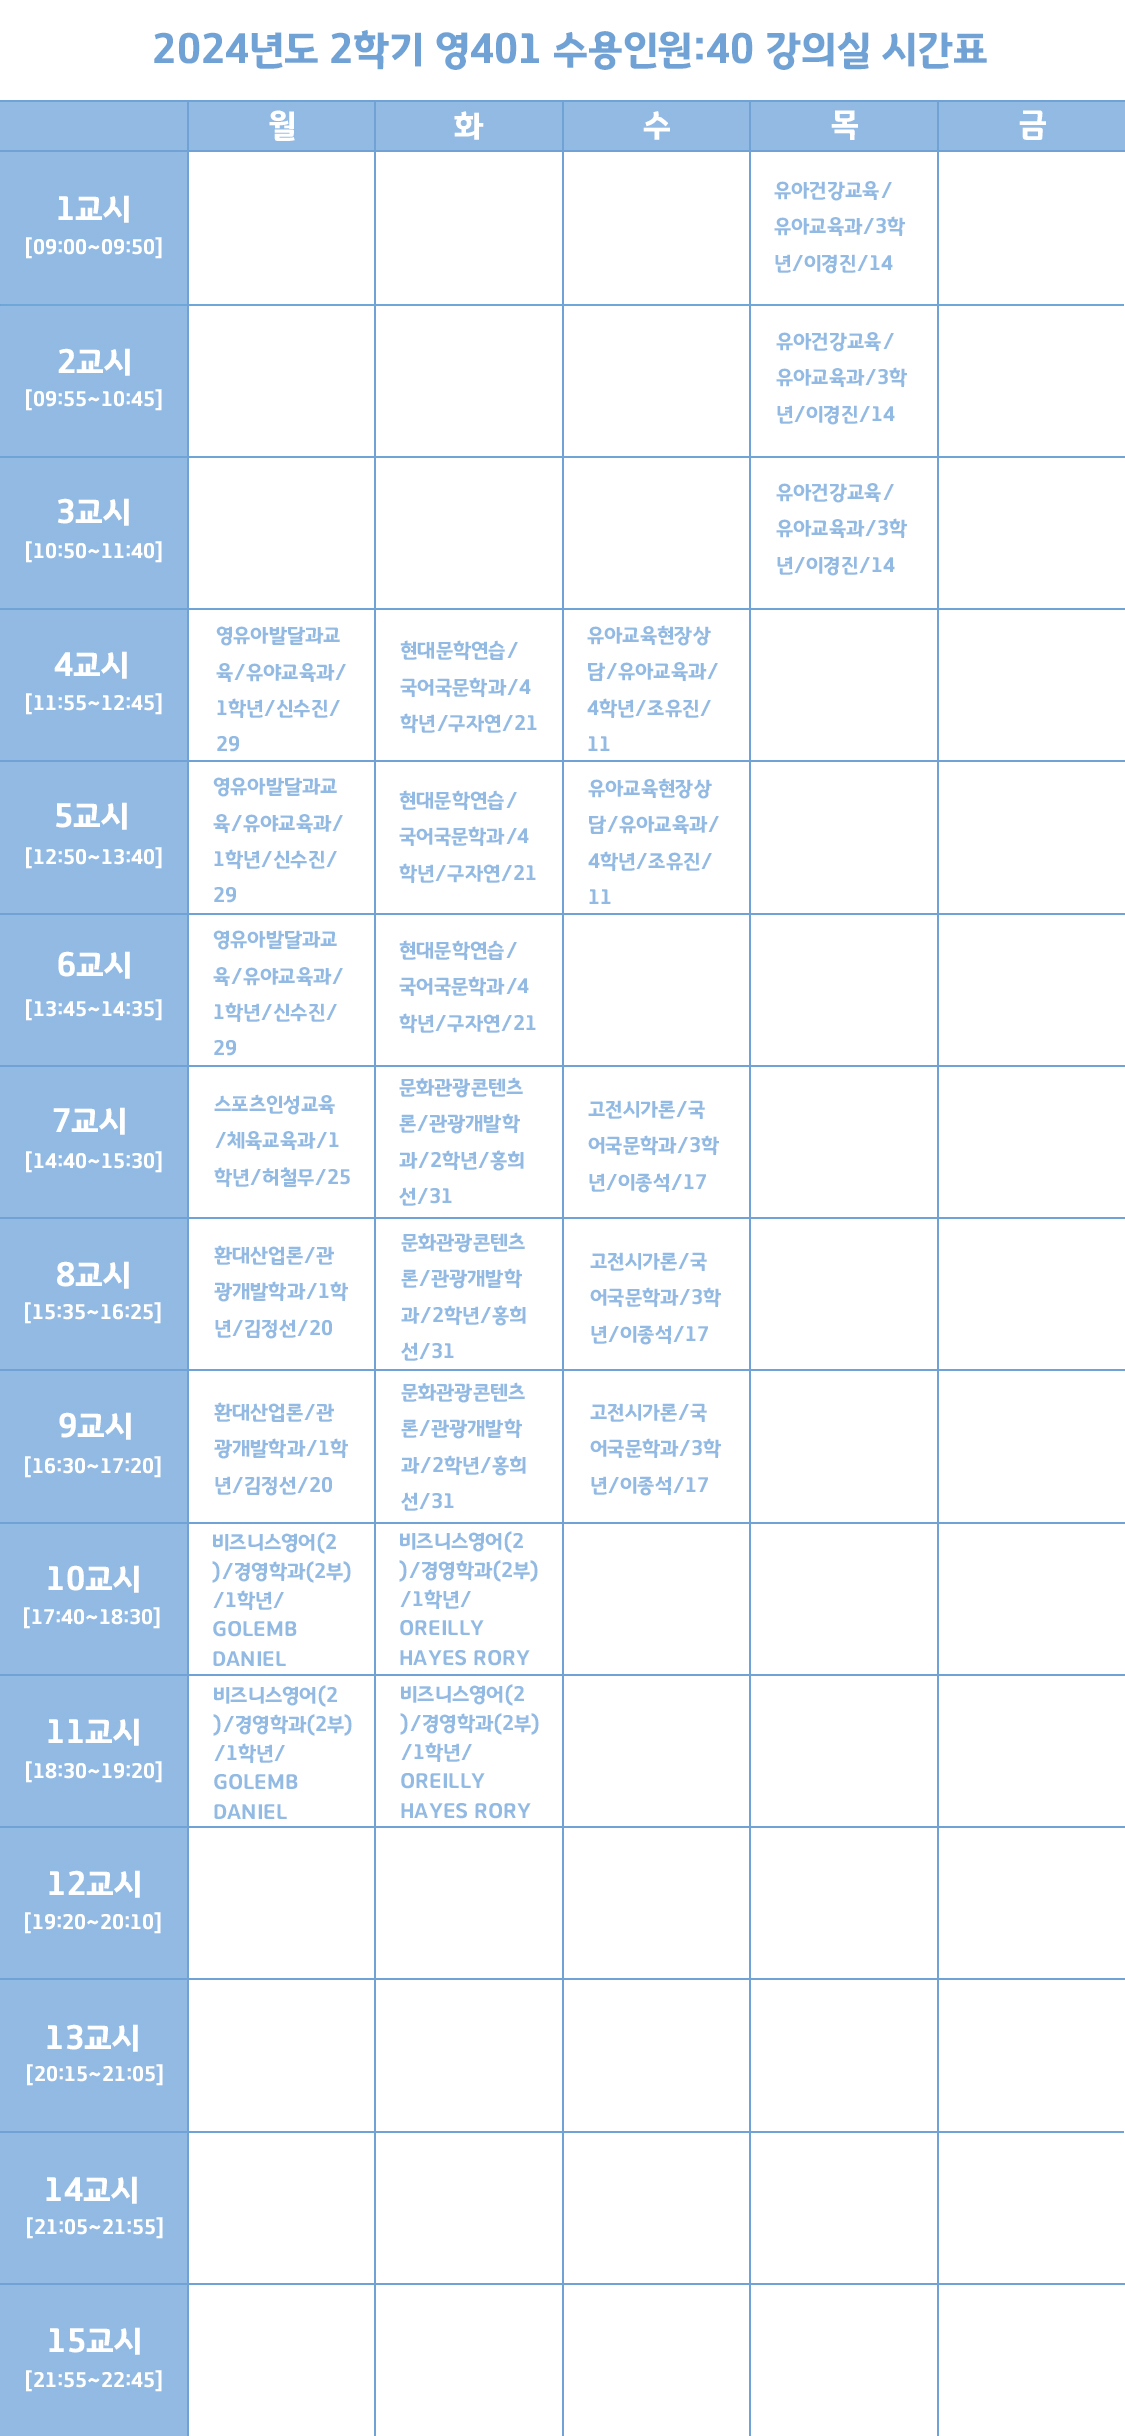 2024년도 2학기 영401 수용인원:40 강의실 시간표
월 화 수 목 금
1교시
[09:00~09:50]
유아건강교육/
유아교육과/3학
년/이경진/14
2교시
[09:55~10:45]
유아건강교육/
유아교육과/3학
년/이경진/14
3교시
[10:50~11:40]
유아건강교육/
유아교육과/3학
년/이경진/14
4교시
[11:55~12:45]
영유아발달과교
육/유야교육과/
1학년/신수진/
29
현대문학연습/
국어국문학과/4
학년/구자연/21
유아교육현장상
담/유아교육과/
4학년/조유진/
11
5교시
[12:50~13:40]
영유아발달과교
육/유야교육과/
1학년/신수진/
29
현대문학연습/
국어국문학과/4
학년/구자연/21
유아교육현장상
담/유아교육과/
4학년/조유진/
11
6교시
[13:45~14:35]
영유아발달과교
육/유야교육과/
1학년/신수진/
29
현대문학연습/
국어국문학과/4
학년/구자연/21
7교시
[14:40~15:30]
스포츠인성교육
/체육교육과/1
학년/허철무/25
문화관광콘텐츠
론/관광개발학
과/2학년/홍희
선/31
고전시가론/국
어국문학과/3학
년/이종석/17
8교시
[15:35~16:25]
환대산업론/관
광개발학과/1학
년/김정선/20
문화관광콘텐츠
론/관광개발학
과/2학년/홍희
선/31
고전시가론/국
어국문학과/3학
년/이종석/17
9교시
[16:30~17:20]
환대산업론/관
광개발학과/1학
년/김정선/20
문화관광콘텐츠
론/관광개발학
과/2학년/홍희
선/31
고전시가론/국
어국문학과/3학
년/이종석/17
10교시
[17:40~18:30]
비즈니스영어(2
)/경영학과(2부)
/1학년/
GOLEMB
DANIEL
비즈니스영어(2
)/경영학과(2부)
/1학년/
OREILLY
HAYES RORY
11교시
[18:30~19:20]
비즈니스영어(2
)/경영학과(2부)
/1학년/
GOLEMB
DANIEL
비즈니스영어(2
)/경영학과(2부)
/1학년/
OREILLY
HAYES RORY
12교시
[19:20~20:10]
13교시
[20:15~21:05]
14교시
[21:05~21:55]
15교시
[21:55~22:45]